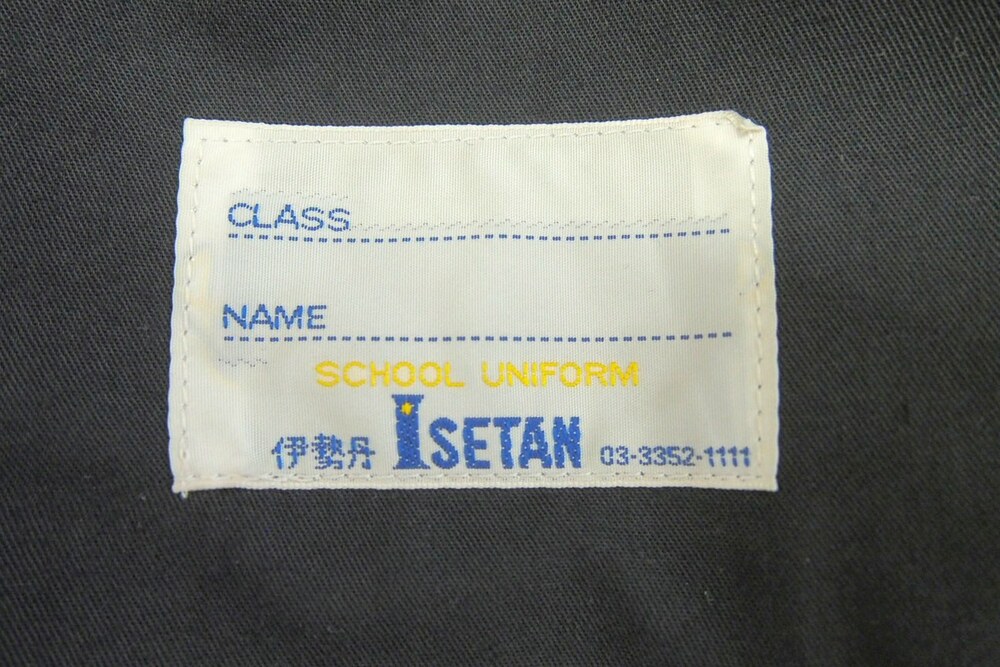 CLASS
NAME
SCHOOL UNIFORM
伊勢丹 ISETAN 03-3352-1111